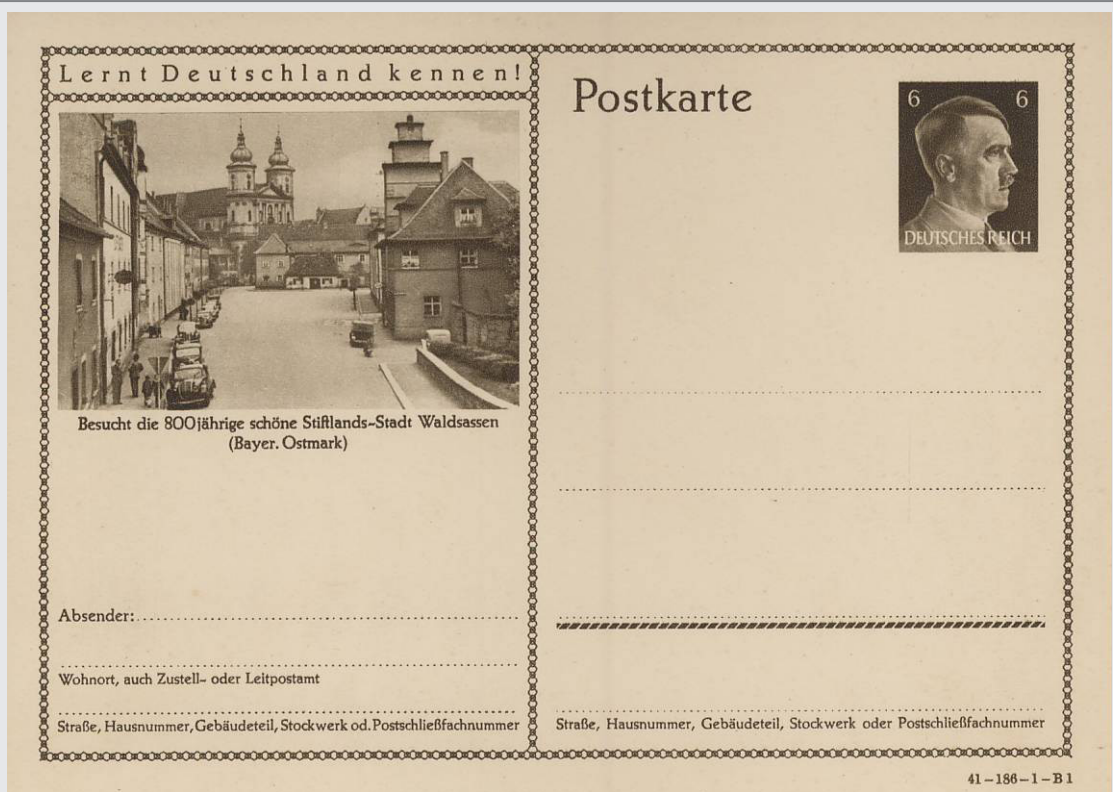 Lernt Deutschland kennen!
Besucht die 800jährige schöne Stiftlands-Stadt Waldsassen
(Bayer. Ostmark)
Absender:
Wohnort, auch Zustell- oder Leitpostamt
Straße, Hausnummer, Gebäudeteil, Stockwerk od. Postschließfachnummer
Postkarte
6 6
DEUTSCHES REICH
Straße, Hausnummer, Gebäudeteil, Stockwerk oder Postschließfachnummer
41-186-1-B1